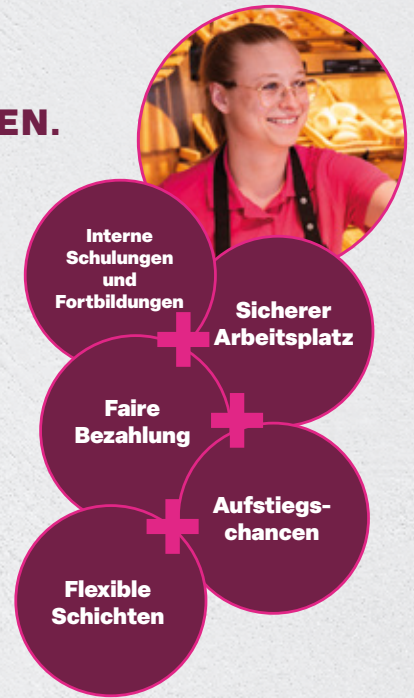 EN.
Interne
Schulungen
und
Fortbildungen
Sicherer
Arbeitsplatz
Faire
Bezahlung
Aufstiegs-
chancen
Flexible
Schichten